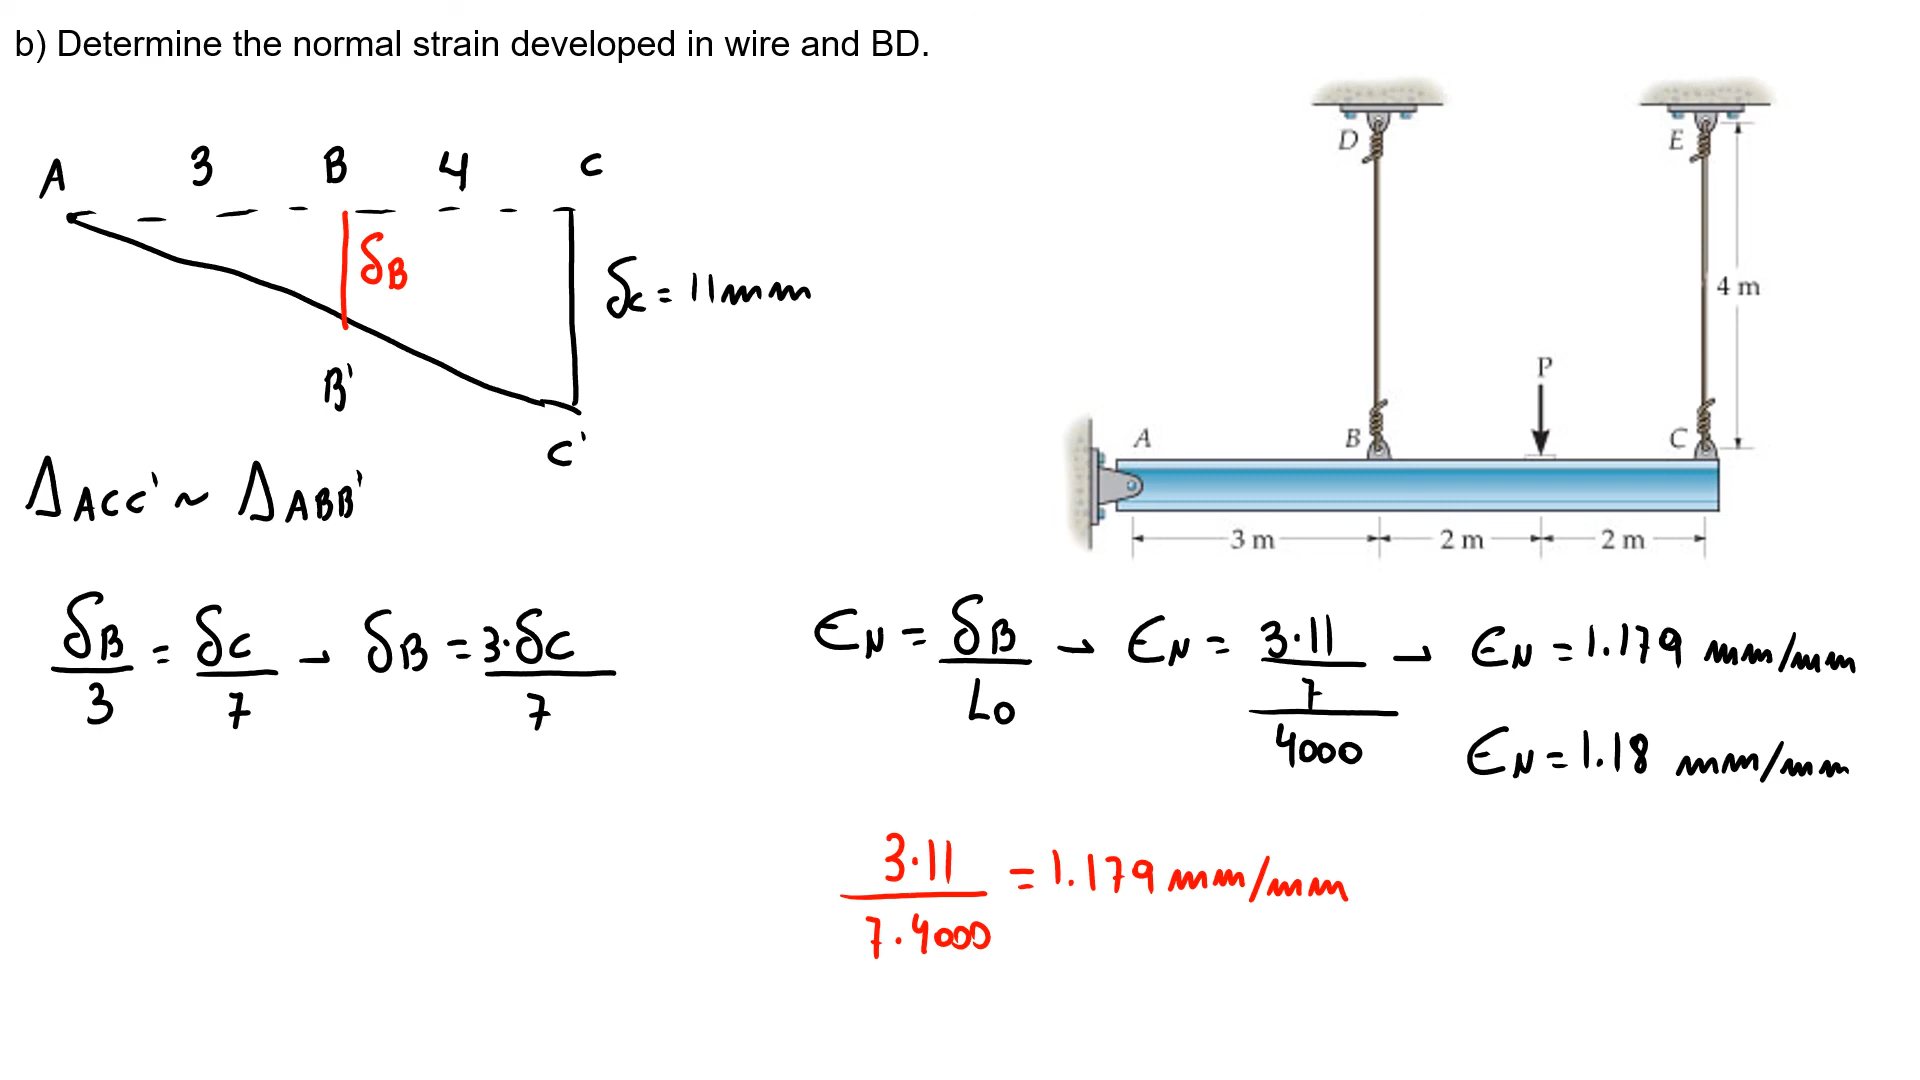 b) Determine the normal strain developed in wire and BD.
A 3 B 4 C
δB
δc = 11mm
B'
C'
ΔACC' ~ ΔABB'
δB/3 = δC/7 → δB = 3·δC/7
D E
4 m
P
A B C
3 m 2 m 2 m
ϵN = δB/L0 → ϵN = 3·11/7/4000 → ϵN = 1.179 mm/mm
ϵN = 1.18 mm/mm
3·11/7·4000 = 1.179 mm/mm